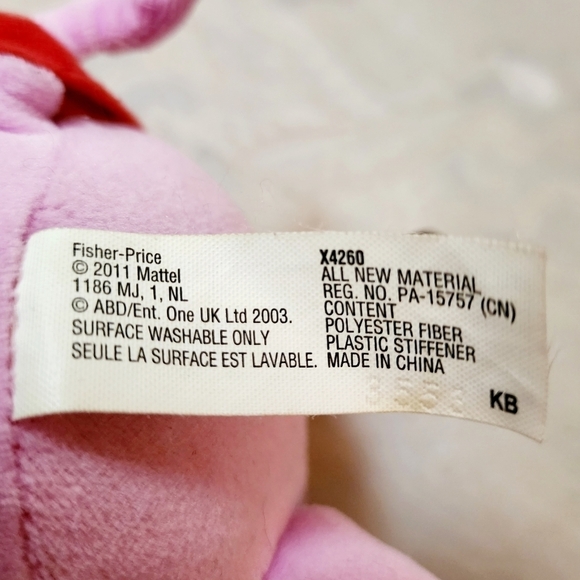 Fisher-Price
© 2011 Mattel
1186 MJ, 1, NL
© ABD/Ent. One UK Ltd 2003.
SURFACE WASHABLE ONLY
SEULE LA SURFACE EST LAVABLE.
X4260
ALL NEW MATERIAL
REG. NO. PA-15757 (CN)
CONTENT
POLYESTER FIBER
PLASTIC STIFFENER
MADE IN CHINA
KB